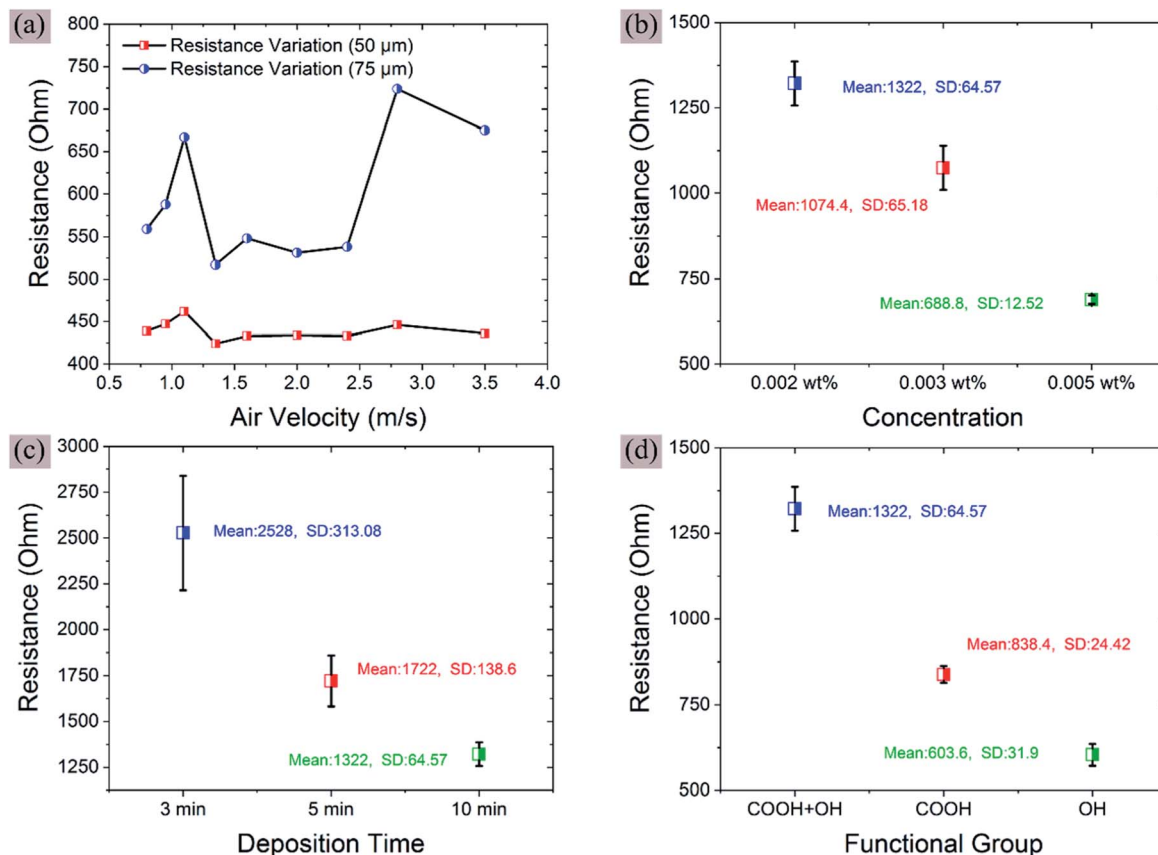 (a)
800
750
700
650
600
550
500
450
400
Resistance (Ohm)
Resistance Variation (50 µm)
Resistance Variation (75 µm)
0.5 1.0 1.5 2.0 2.5 3.0 3.5 4.0
Air Velocity (m/s)
(b)
1500
1250
1000
750
500
Resistance (Ohm)
Mean:1322, SD:64.57
Mean:1074.4, SD:65.18
Mean:688.8, SD:12.52
0.002 wt% 0.003 wt% 0.005 wt%
Concentration
(c)
3000
2750
2500
2250
2000
1750
1500
1250
Resistance (Ohm)
Mean:2528, SD:313.08
Mean:1722, SD:138.6
Mean:1322, SD:64.57
3 min 5 min 10 min
Deposition Time
(d)
1500
1250
1000
750
500
Resistance (Ohm)
Mean:1322, SD:64.57
Mean:838.4, SD:24.42
Mean:603.6, SD:31.9
COOH+OH COOH OH
Functional Group